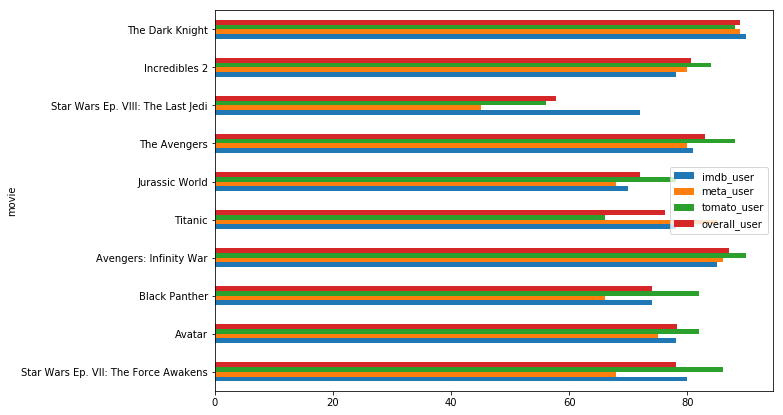 The Dark Knight
Incredibles 2
Star Wars Ep. VIII: The Last Jedi
The Avengers
Jurassic World
Titanic
Avengers: Infinity War
Black Panther
Avatar
Star Wars Ep. VII: The Force Awakens
movie
imdb_user
meta_user
tomato_user
overall_user
0 20 40 60 80